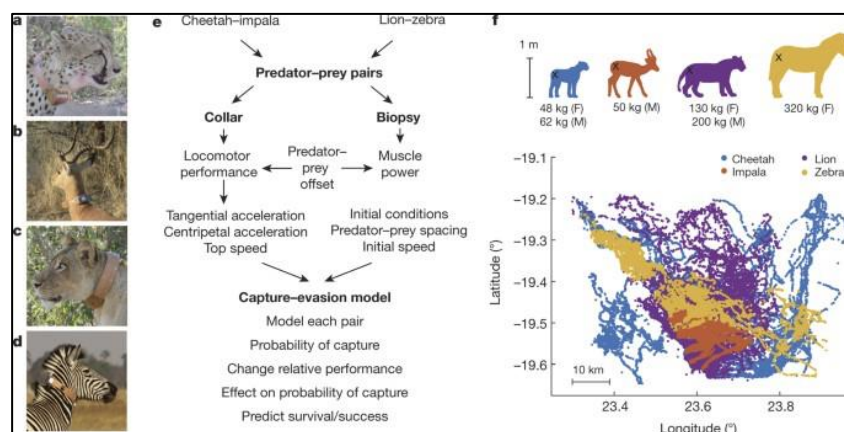 a
b
c
d
e
Cheetah–impala Lion–zebra
Predator–prey pairs
Collar Biopsy
Locomotor performance
Predator–prey offset
Muscle power
Tangential acceleration
Centripetal acceleration
Top speed
Initial conditions
Predator–prey spacing
Initial speed
Capture–evasion model
Model each pair
Probability of capture
Change relative performance
Effect on probability of capture
Predict survival/success
f
1 m
X X X X
48 kg (F)
62 kg (M)
50 kg (M)
130 kg (F)
200 kg (M)
320 kg (F)
Cheetah Lion
Impala Zebra
Latitude (°)
−19.1
−19.2
−19.3
−19.4
−19.5
−19.6
10 km
23.4 23.6 23.8
Longitude (°)